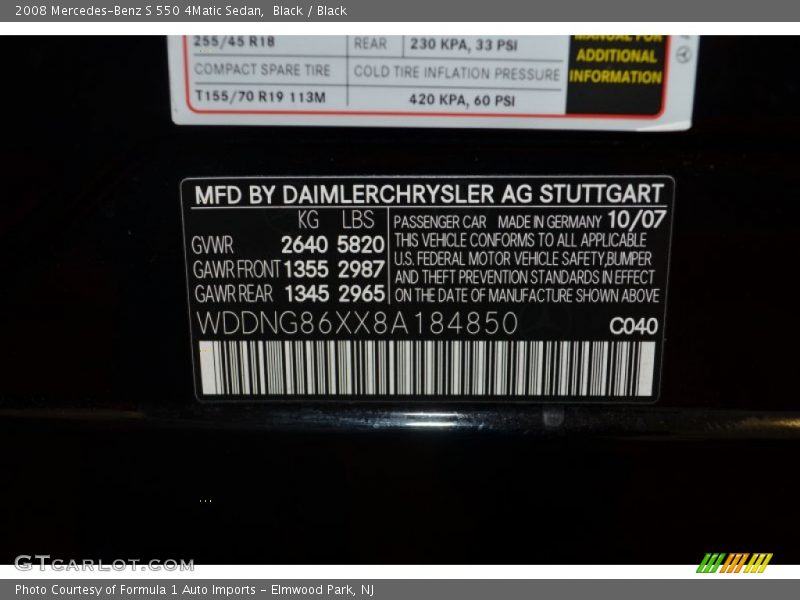 2008 Mercedes-Benz S 550 4Matic Sedan, Black / Black
255/45 R18 REAR 230 KPA, 33 PSI
COMPACT SPARE TIRE COLD TIRE INFLATION PRESSURE
T155/70 R19 113M 420 KPA, 60 PSI
MANUAL FOR
ADDITIONAL
INFORMATION
MFD BY DAIMLERCHRYSLER AG STUTTGART
KG LBS
GVWR 2640 5820
GAWR FRONT 1355 2987
GAWR REAR 1345 2965
PASSENGER CAR MADE IN GERMANY 10/07
THIS VEHICLE CONFORMS TO ALL APPLICABLE
U.S. FEDERAL MOTOR VEHICLE SAFETY,BUMPER
AND THEFT PREVENTION STANDARDS IN EFFECT
ON THE DATE OF MANUFACTURE SHOWN ABOVE
WDDNG86XX8A184850 C040
...
GTcarlot.com
Photo Courtesy of Formula 1 Auto Imports - Elmwood Park, NJ